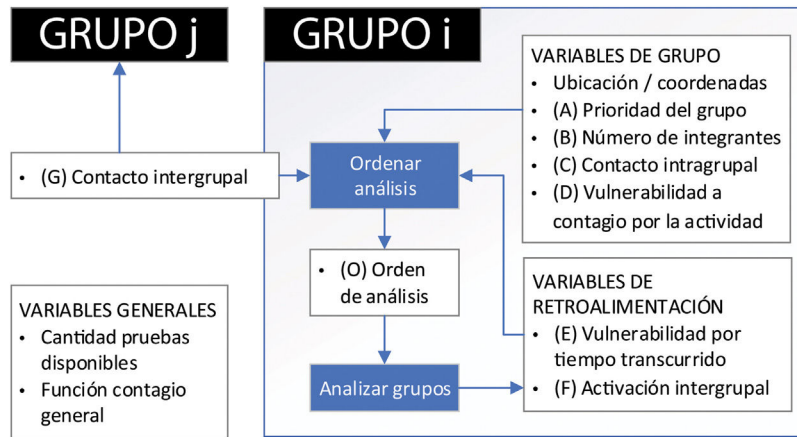 GRUPO j
GRUPO i
VARIABLES DE GRUPO
• Ubicación / coordenadas
• (A) Prioridad del grupo
• (B) Número de integrantes
• (C) Contacto intragrupal
• (D) Vulnerabilidad a
contagio por la actividad
Ordenar
análisis
• (G) Contacto intergrupal
• (O) Orden
de análisis
VARIABLES GENERALES
• Cantidad pruebas
disponibles
• Función contagio
general
VARIABLES DE
RETROALIMENTACIÓN
• (E) Vulnerabilidad por
tiempo transcurrido
• (F) Activación intergrupal
Analizar grupos